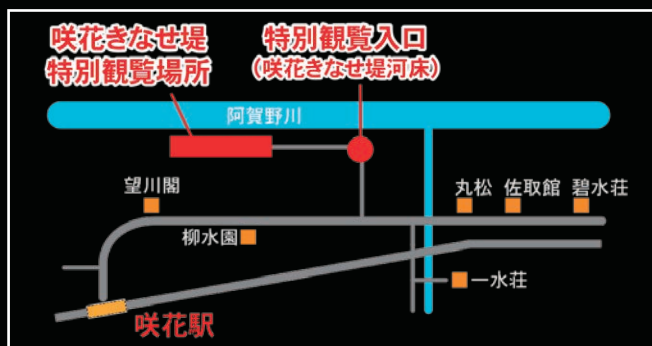 咲花きなせ堤
特別観覧場所
特別観覧入口
(咲花きなせ堤河床)
阿賀野川
望川閣
丸松
佐取館
碧水荘
柳水園
一水荘
咲花駅